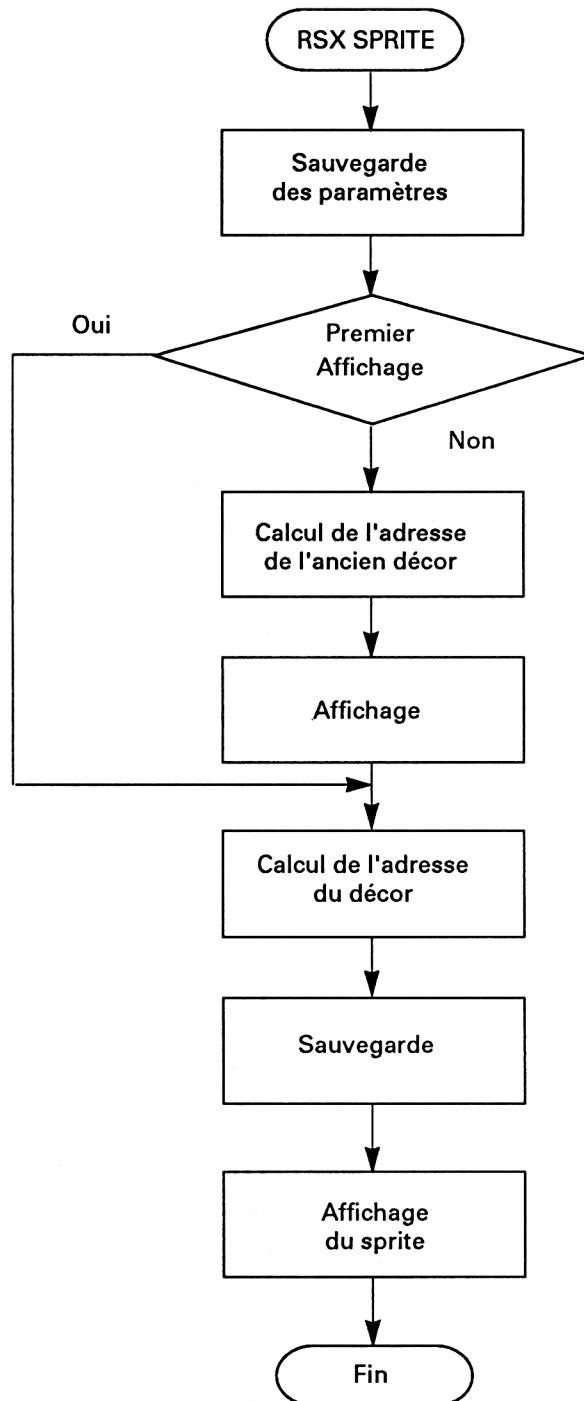 RSX SPRITE
Sauvegarde
des paramètres
Oui
Premier
Affichage
Non
Calcul de l'adresse
de l'ancien décor
Affichage
Calcul de l'adresse
du décor
Sauvegarde
Affichage
du sprite
Fin